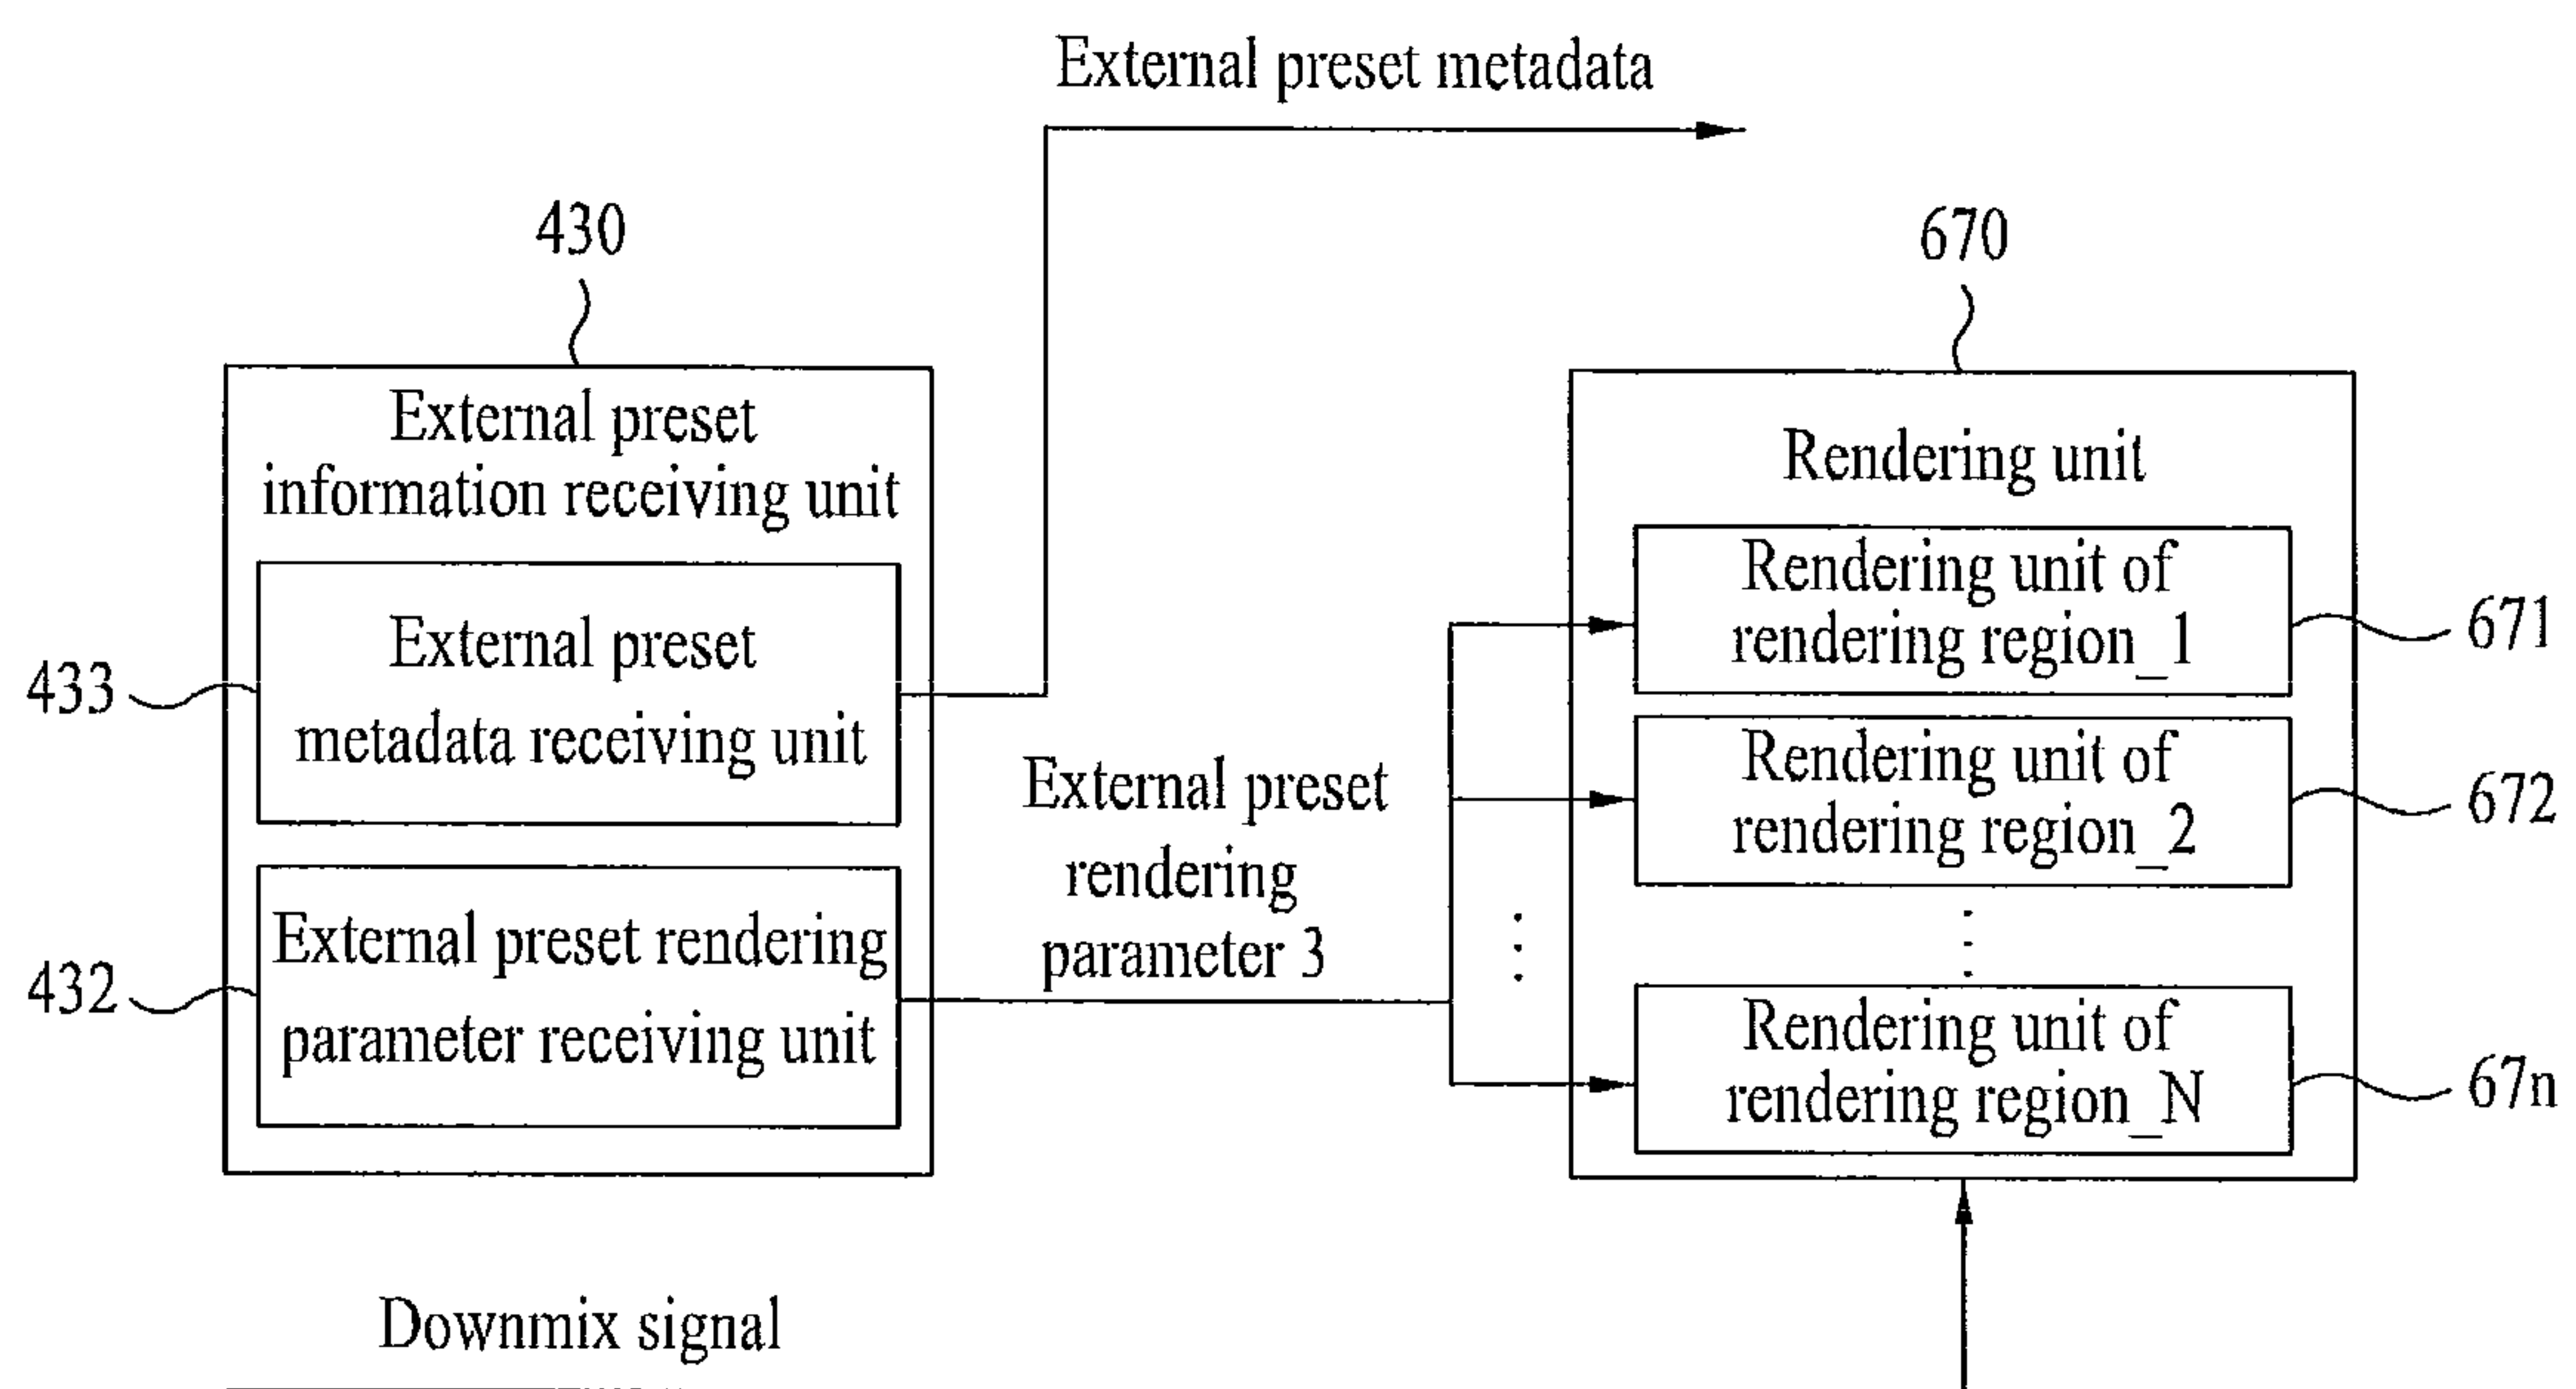 External preset metadata
430
670
External preset
information receiving unit
External preset
metadata receiving unit
433
External preset rendering
parameter receiving unit
432
External preset
rendering
parameter 3
Rendering unit
Rendering unit of
rendering region_1
671
Rendering unit of
rendering region_2
672
Rendering unit of
rendering region_N
67n
Downmix signal